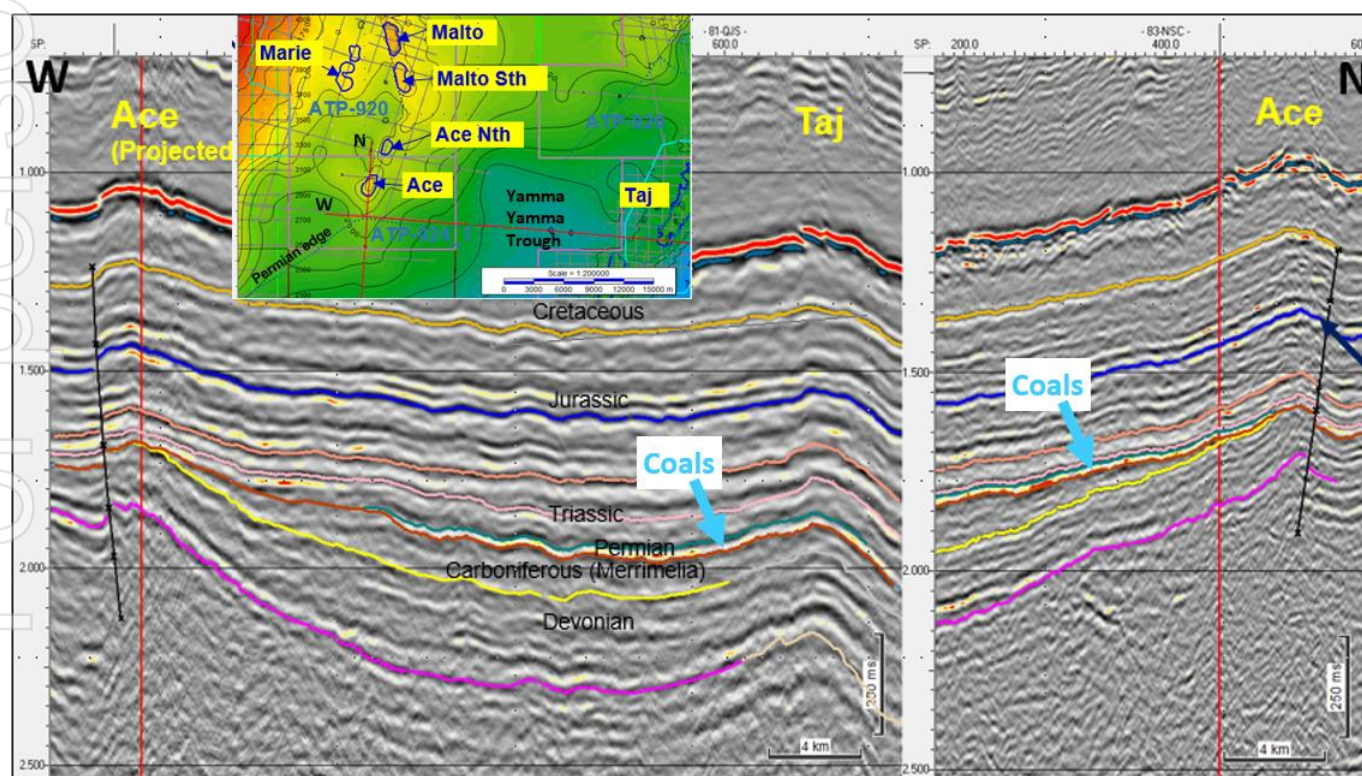 SP:
W
Ace
(Projected
1.000
1.500
2.000
2.500
Malto
Marie
Malto Sth
ATP-920
Ace Nth
N
Ace
W
Yamma
Yamma
Trough
Taj
Permian edge
Scale = 1:200000
0 3000 6000 9000 12000 15000 m
- 81-QJS -
600.0
Taj
Cretaceous
Jurassic
Coals
Triassic
Permian
Carboniferous (Merrimelia)
Devonian
4 km
SP:
200.0
- 83-NSC -
400.0
N
Ace
1.000
1.500
Coals
2.000
2.500
250 ms
4 km